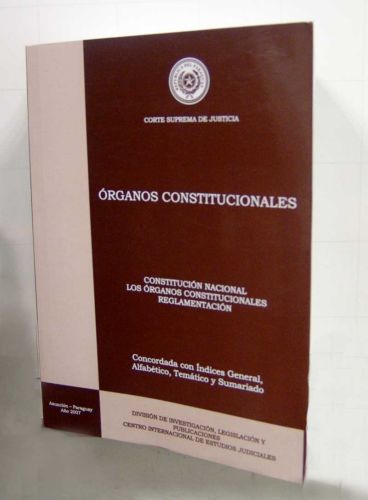 CORTE SUPREMA DE JUSTICIA
ÓRGANOS CONSTITUCIONALES
CONSTITUCIÓN NACIONAL
LOS ÓRGANOS CONSTITUCIONALES
REGLAMENTACIÓN
Concordada con Índices General,
Alfabético, Temático y Sumariado
Asunción - Paraguay
Año 2007
DIVISIÓN DE INVESTIGACIÓN, LEGISLACIÓN Y
PUBLICACIONES
CENTRO INTERNACIONAL DE ESTUDIOS JUDICIALES